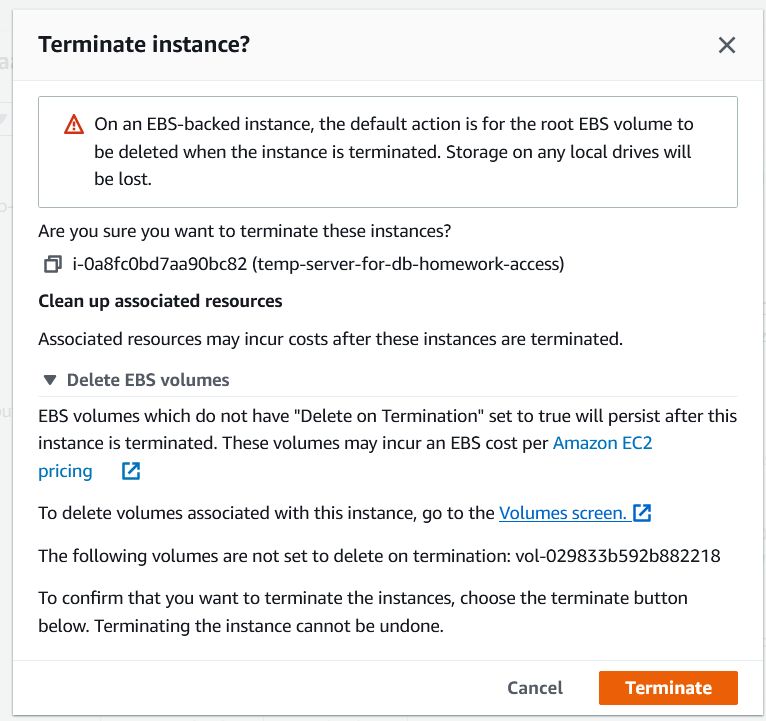 Terminate instance?
On an EBS-backed instance, the default action is for the root EBS volume to
be deleted when the instance is terminated. Storage on any local drives will
be lost.
Are you sure you want to terminate these instances?
i-0a8fc0bd7aa90bc82 (temp-server-for-db-homework-access)
Clean up associated resources
Associated resources may incur costs after these instances are terminated.
Delete EBS volumes
EBS volumes which do not have "Delete on Termination" set to true will persist after this
instance is terminated. These volumes may incur an EBS cost per Amazon EC2
pricing
To delete volumes associated with this instance, go to the Volumes screen.
The following volumes are not set to delete on termination: vol-029833b592b882218
To confirm that you want to terminate the instances, choose the terminate button
below. Terminating the instance cannot be undone.
Cancel Terminate